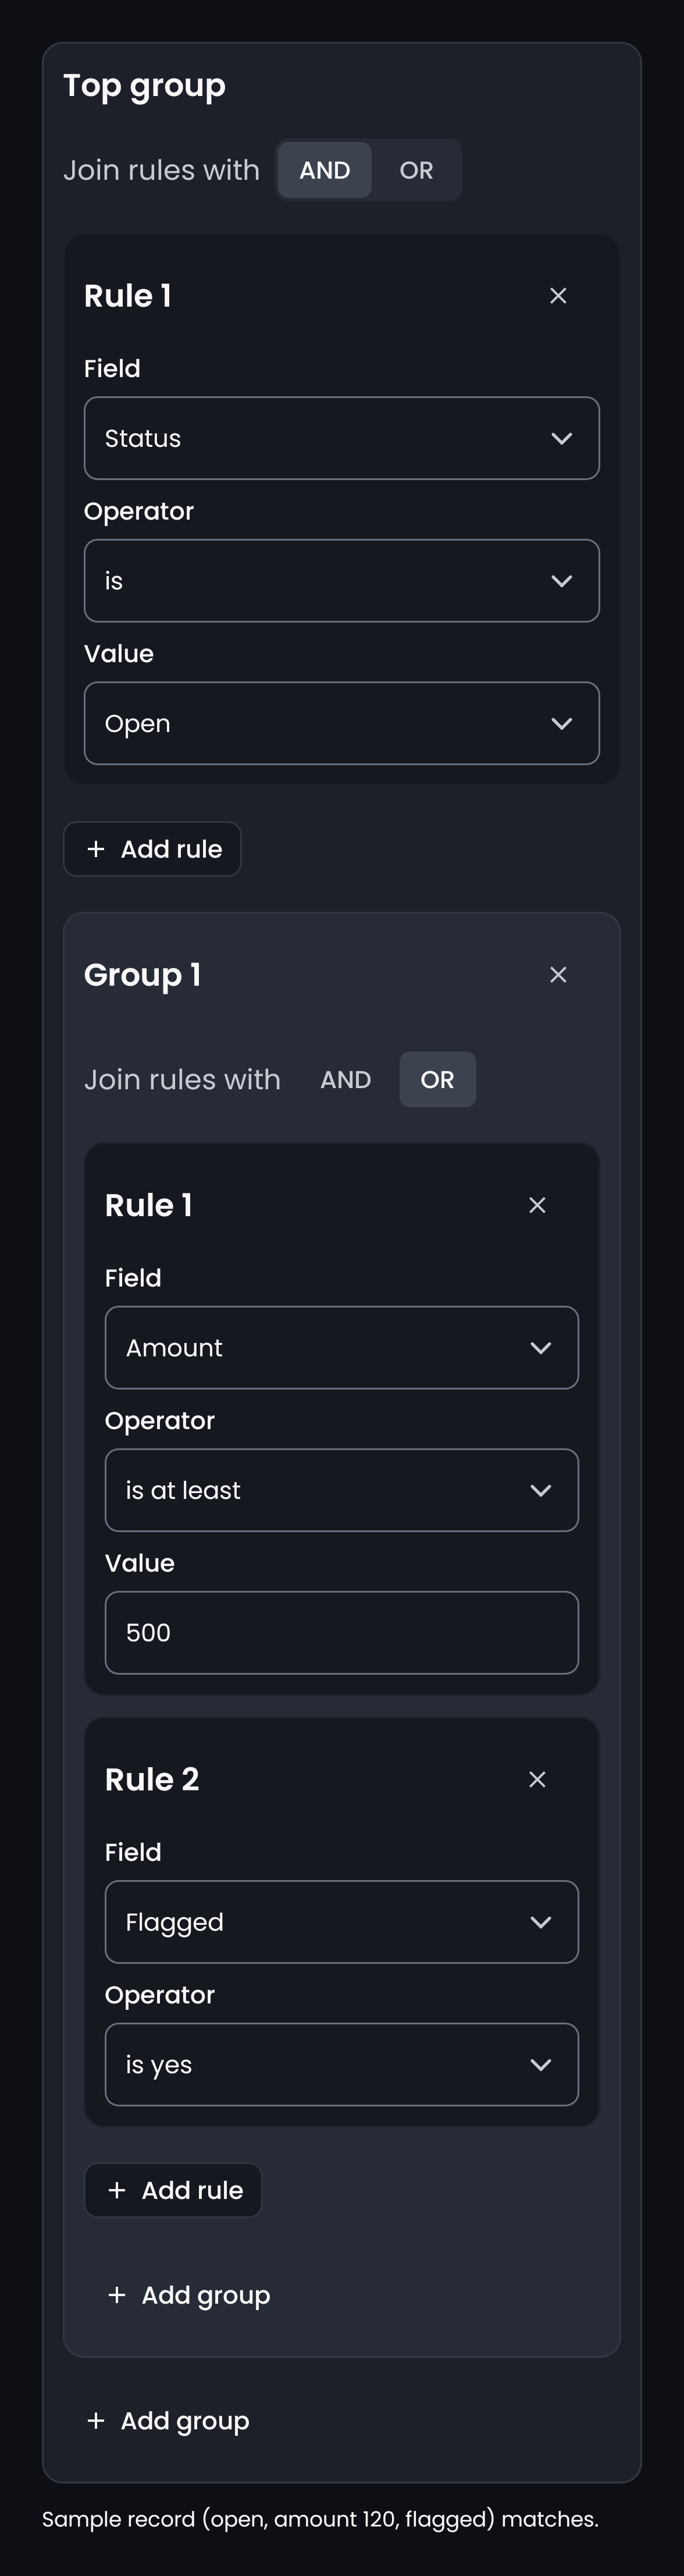 Top group
Join rules with AND OR
Rule 1
Field
Status
Operator
is
Value
Open
Add rule
Group 1
Join rules with AND OR
Rule 1
Field
Amount
Operator
is at least
Value
500
Rule 2
Field
Flagged
Operator
is yes
Add rule
Add group
Add group
Sample record (open, amount 120, flagged) matches.